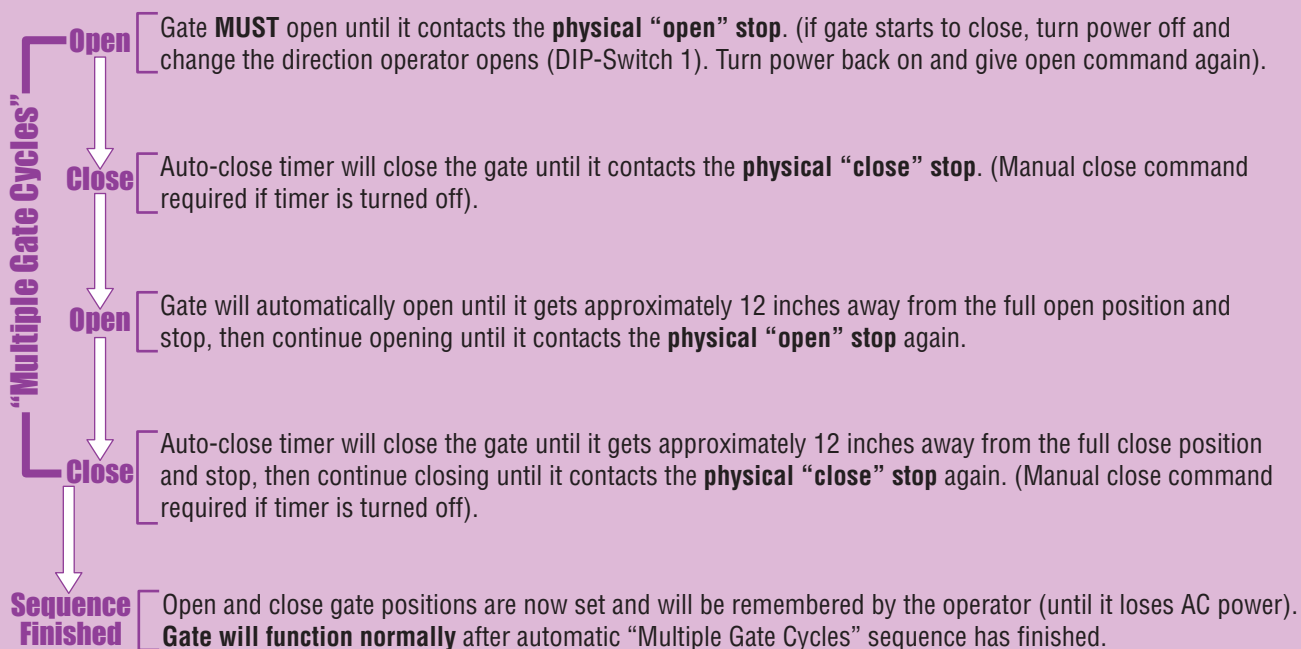 “Multiple Gate Cycles”
Open
Gate MUST open until it contacts the physical “open” stop. (if gate starts to close, turn power off and
change the direction operator opens (DIP-Switch 1). Turn power back on and give open command again).
Close
Auto-close timer will close the gate until it contacts the physical “close” stop. (Manual close command
required if timer is turned off).
Open
Gate will automatically open until it gets approximately 12 inches away from the full open position and
stop, then continue opening until it contacts the physical “open” stop again.
Close
Auto-close timer will close the gate until it gets approximately 12 inches away from the full close position
and stop, then continue closing until it contacts the physical “close” stop again. (Manual close command
required if timer is turned off).
Sequence
Finished
Open and close gate positions are now set and will be remembered by the operator (until it loses AC power).
Gate will function normally after automatic “Multiple Gate Cycles” sequence has finished.